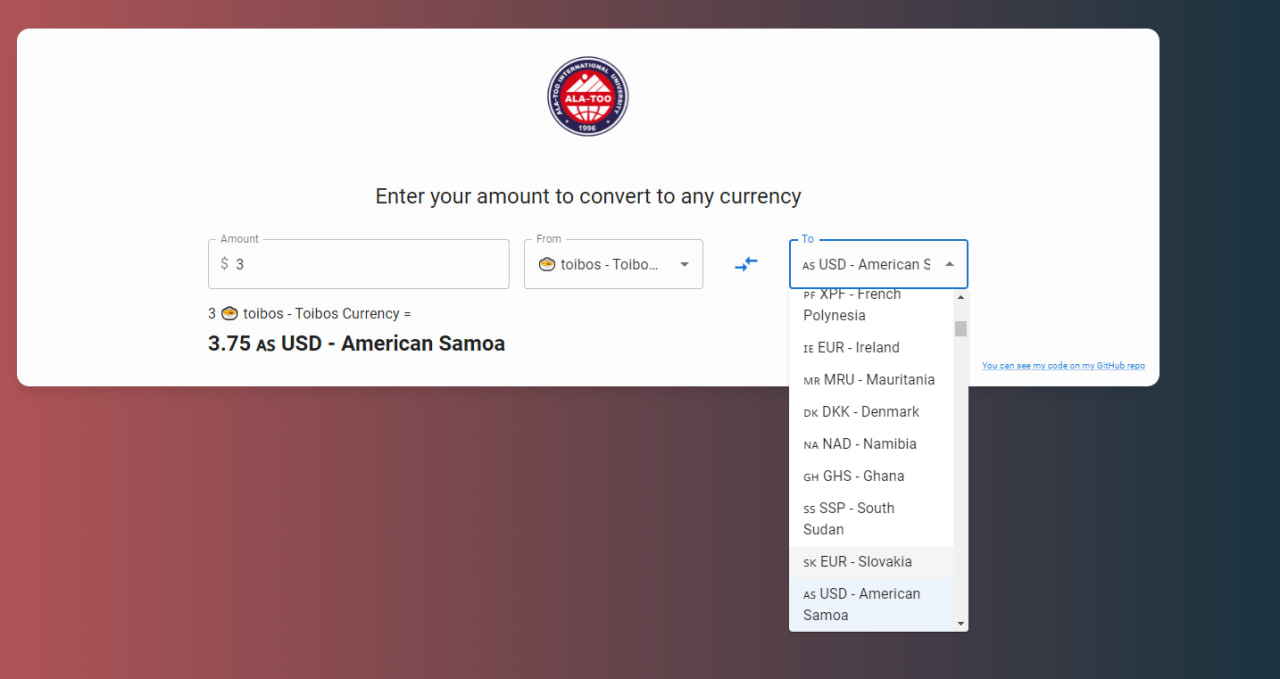 ALA-TOO INTERNATIONAL UNIVERSITY
ALA-TOO
1996
Enter your amount to convert to any currency
Amount
From
To
$ 3
🍲 toibos - Toibo...
AS USD - American S
3 🍲 toibos - Toibos Currency =
3.75 AS USD - American Samoa
PF XPF - French
Polynesia
IE EUR - Ireland
MR MRU - Mauritania
DK DKK - Denmark
NA NAD - Namibia
GH GHS - Ghana
SS SSP - South
Sudan
SK EUR - Slovakia
AS USD - American
Samoa
You can see my code on my GitHub repo